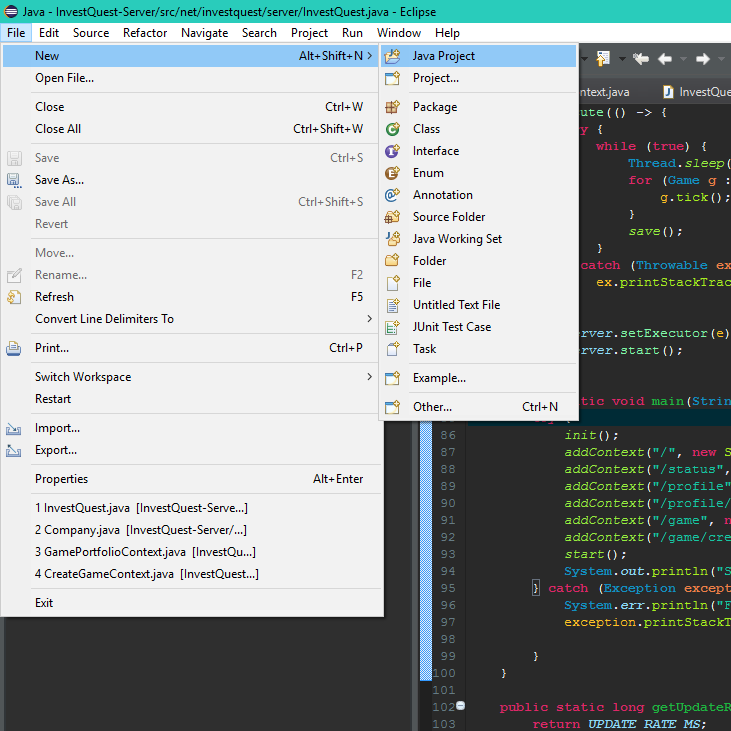 Java - InvestQuest-Server/src/net/investquest/server/InvestQuest.java - Eclipse
File Edit Source Refactor Navigate Search Project Run Window Help
New Alt+Shift+N
Open File...
Close Ctrl+W
Close All Ctrl+Shift+W
Save Ctrl+S
Save As...
Save All Ctrl+Shift+S
Revert
Move...
Rename... F2
Refresh F5
Convert Line Delimiters To
Print... Ctrl+P
Switch Workspace
Restart
Import...
Export...
Properties Alt+Enter
1 InvestQuest.java [InvestQuest-Serve...]
2 Company.java [InvestQuest-Server/...]
3 GamePortfolioContext.java [InvestQu...]
4 CreateGameContext.java [InvestQuest...]
Exit
Java Project
Project...
Package
Class
Interface
Enum
Annotation
Source Folder
Java Working Set
Folder
File
Untitled Text File
JUnit Test Case
Task
Example...
Other... Ctrl+N
ntext.java InvestQue
ute(() -> {
y {
while (true) {
Thread.sleep(
for (Game g :
g.tick();
}
save();
}
catch (Throwable ex
ex.printStackTrac
rver.setExecutor(e)
rver.start();
tic void main(Strin
86 init();
87 addContext("/", new S
88 addContext("/status",
89 addContext("/profile"
90 addContext("/profile/
91 addContext("/game", n
92 addContext("/game/cre
93 start();
94 System.out.println("S
95 } catch (Exception except
96 System.err.println("F
97 exception.printStackT
98
99 }
100 }
101
102 public static long getUpdateR
103 return UPDATE_RATE_MS;